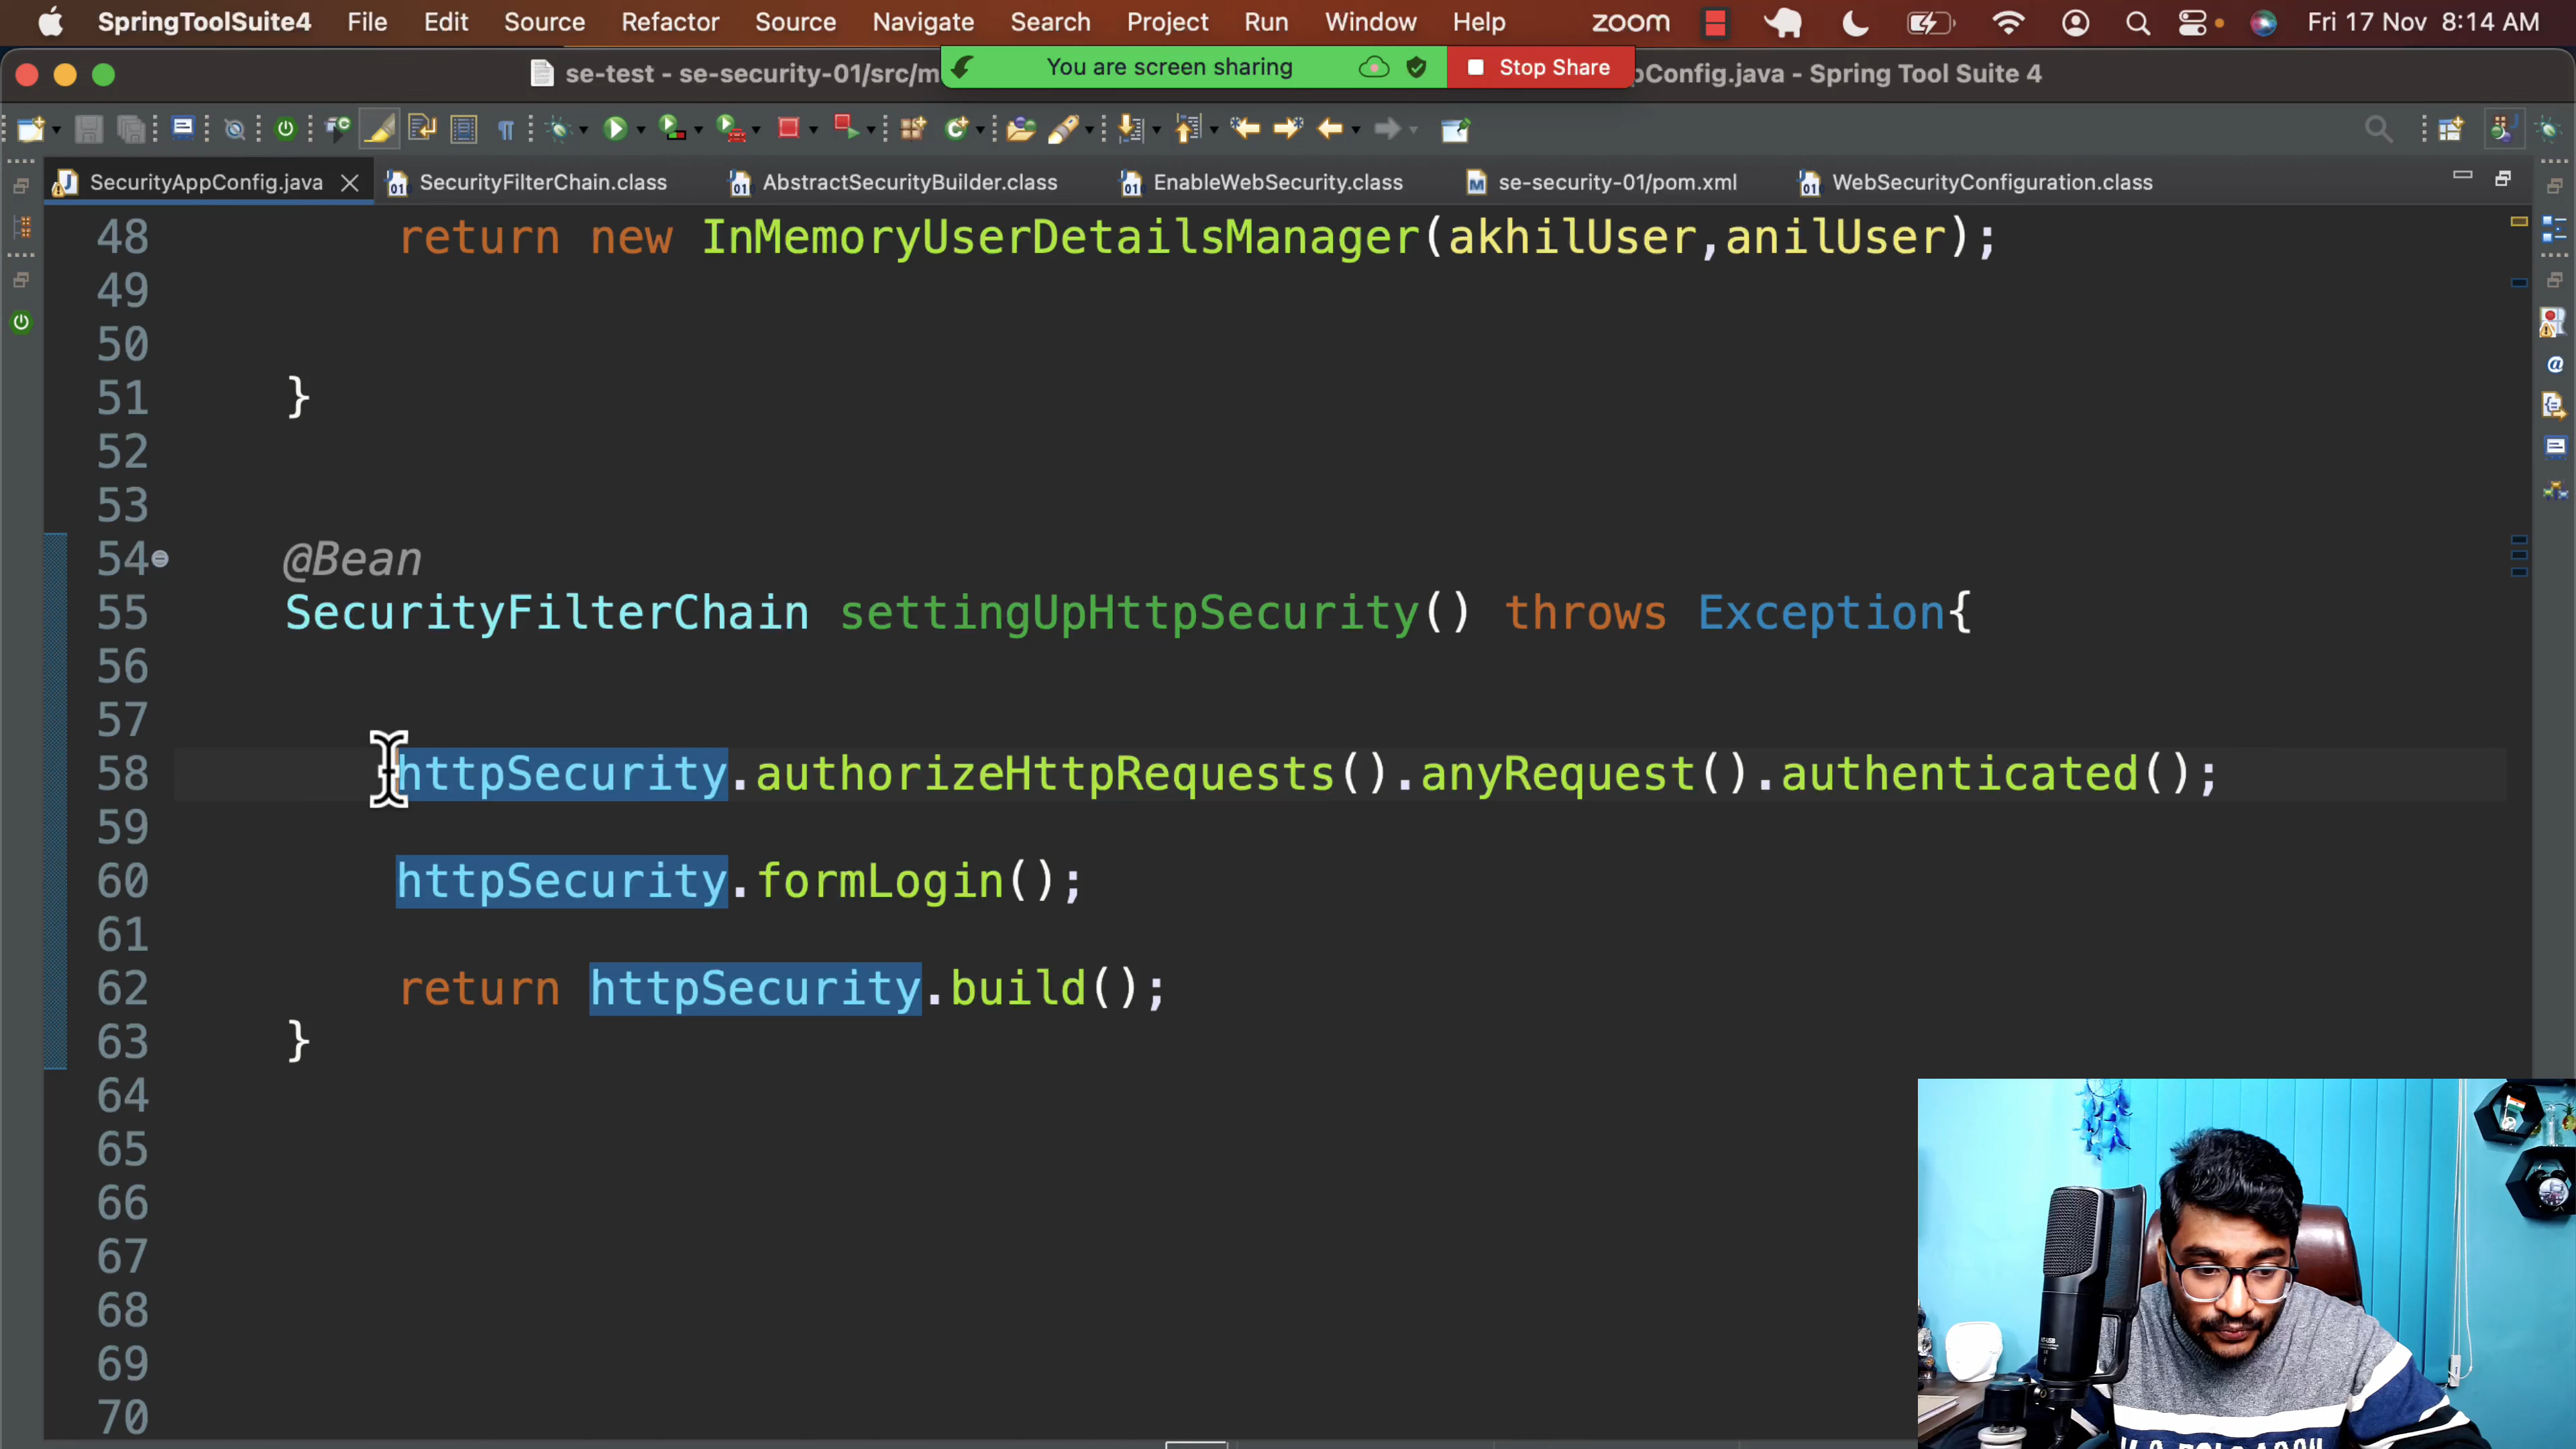 SpringToolSuite4 File Edit Source Refactor Source Navigate Search Project Run Window Help zoom Fri 17 Nov 8:14 AM
se-test - se-security-01/src/m You are screen sharing Stop Share pConfig.java - Spring Tool Suite 4
SecurityAppConfig.java SecurityFilterChain.class AbstractSecurityBuilder.class EnableWebSecurity.class se-security-01/pom.xml WebSecurityConfiguration.class
48 return new InMemoryUserDetailsManager(akhilUser,anilUser);
49
50
51 }
52
53
54 @Bean
55 SecurityFilterChain settingUpHttpSecurity() throws Exception{
56
57
58 httpSecurity.authorizeHttpRequests().anyRequest().authenticated();
59
60 httpSecurity.formLogin();
61
62 return httpSecurity.build();
63 }
64
65
66
67
68
69
70